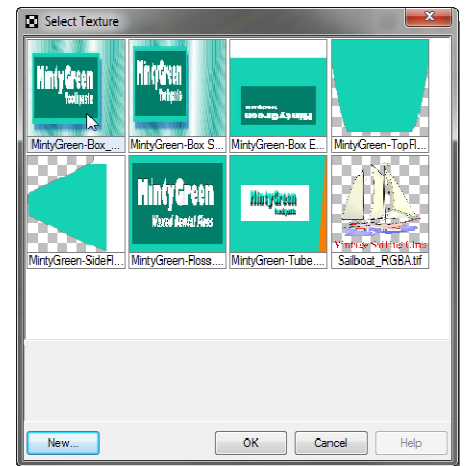 Select Texture
MintyGreen
Toothpaste
MintyGreen
Toothpaste
MintyGreen
Toothpaste
MintyGreen-Box_...
MintyGreen-Box S...
MintyGreen-Box E...
MintyGreen-TopFl...
MintyGreen
Waxed Dental Floss
MintyGreen
Toothpaste
Vintage Sailing Club
MintyGreen-SideFl...
MintyGreen-Floss....
MintyGreen-Tube....
Sailboat_RGBA.tif
New...
OK
Cancel
Help